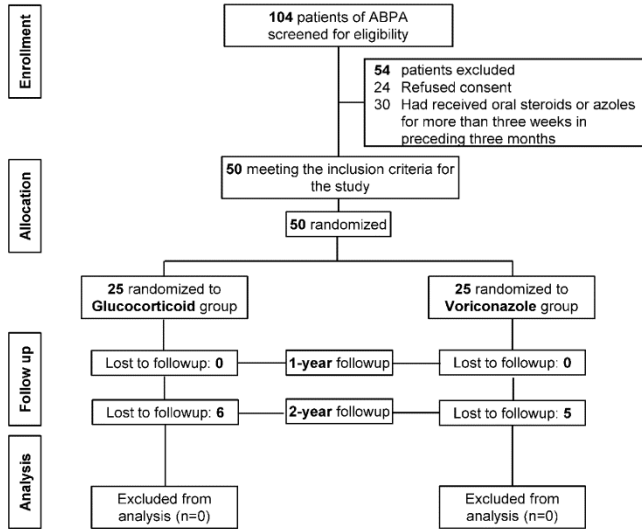 Enrollment
104 patients of ABPA
screened for eligibility
54 patients excluded
24 Refused consent
30 Had received oral steroids or azoles
for more than three weeks in
preceding three months
Allocation
50 meeting the inclusion criteria for
the study
50 randomized
25 randomized to
Glucocorticoid group
25 randomized to
Voriconazole group
Follow up
Lost to followup: 0
1-year followup
Lost to followup: 0
Lost to followup: 6
2-year followup
Lost to followup: 5
Analysis
Excluded from
analysis (n=0)
Excluded from
analysis (n=0)